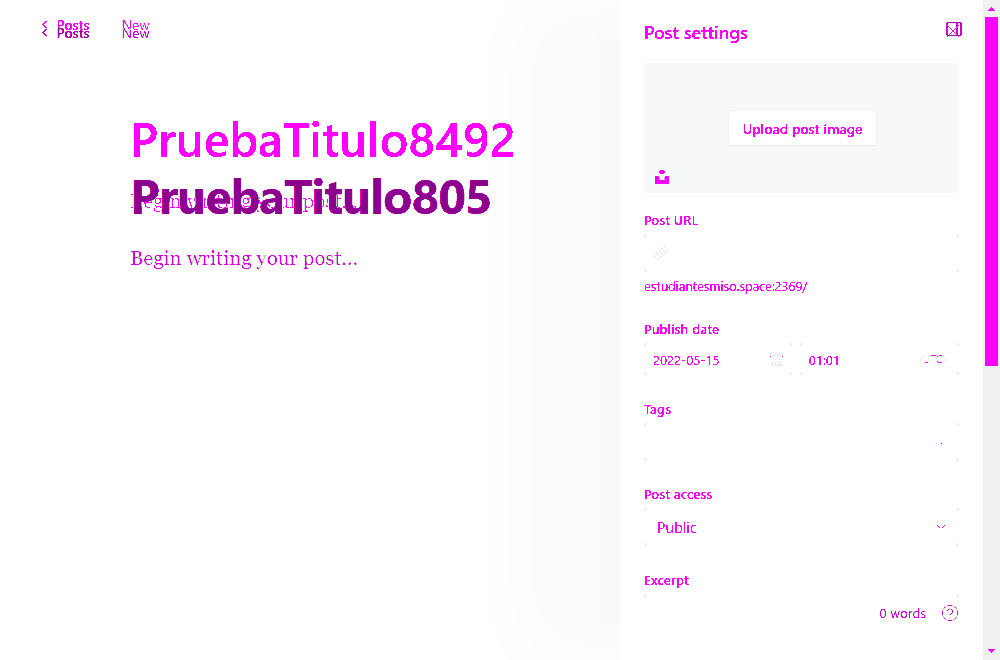 Posts New
Posts New
PruebaTitulo8492
PruebaTitulo805
Begin writing your post...
Begin writing your post...
Post settings
Upload post image
Post URL
estudiantesmiso.space:2369/
Publish date
2022-05-15 01:01 UTC
Tags
Post access
Public
Excerpt
0 words ?